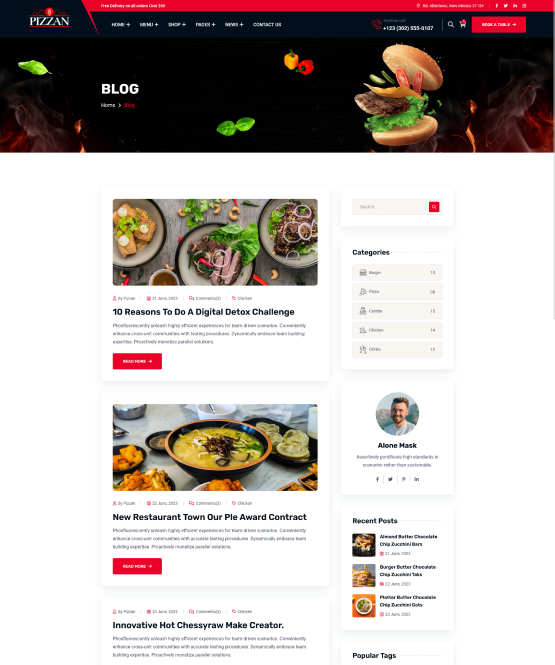 Free Delivery on all orders Over $50
Rd. Allentown, New Mexico 31134
PIZZAN
HOME
MENU
SHOP
PAGES
NEWS
CONTACT US
+123 (302) 555-0107
BOOK A TABLE
BLOG
Home
Blog
Search...
Categories
Burger 10
Pizza 08
Combo 15
Chicken 14
Drinks 12
By Pizzan 21 June, 2023 Comments(3) Chicken
10 Reasons To Do A Digital Detox Challenge
Phosfluorescently unleash highly efficient experiences for team driven scenarios. Conveniently
enhance cross-unit communities with testing procedures. Dynamically embrace team building
expertise. Proactively monetize parallel solutions.
READ MORE
Alone Mask
Assertively pontificate high standards in
scenarios rather than sustainable.
By Pizzan 22 June, 2023 Comments(3) Chicken
New Restaurant Town Our Ple Award Contract
Phosfluorescently unleash highly efficient experiences for team driven scenarios. Conveniently
enhance cross-unit communities with accurate testing procedures. Dynamically embrace team
building expertise. Proactively monetize parallel solutions.
READ MORE
Recent Posts
Almond Butter Chocolate
Chip Zucchini Bars
21 June, 2023
Burger Butter Chocolate
Chip Zucchini Taks
22 June, 2023
Platter Butter Chocolate
Chip Zucchini Gots
23 June, 2023
By Pizzan 23 June, 2023 Comments(3) Chicken
Innovative Hot Chessyraw Make Creator.
Phosfluorescently unleash highly efficient experiences for team driven scenarios. Conveniently
enhance cross-unit communities with accurate testing procedures. Dynamically embrace team
building expertise. Proactively monetize parallel solutions.
Popular Tags